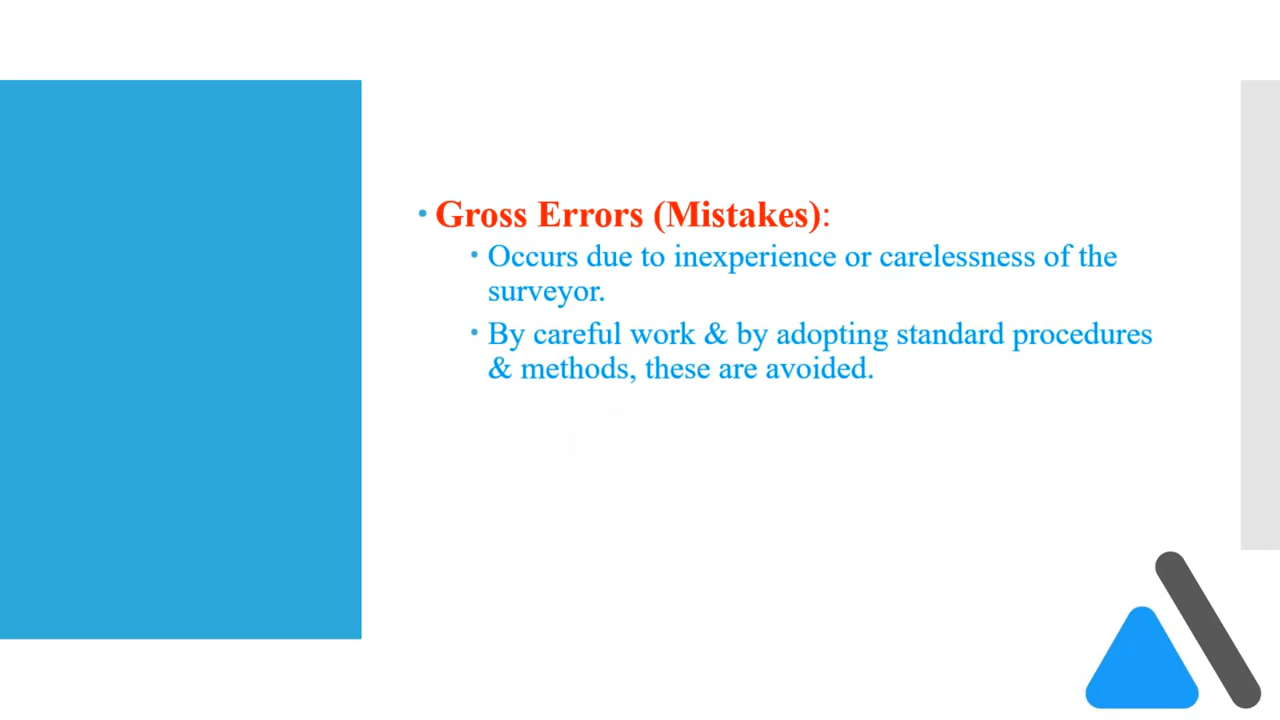 • Gross Errors (Mistakes):
• Occurs due to inexperience or carelessness of the
surveyor.
• By careful work & by adopting standard procedures
& methods, these are avoided.